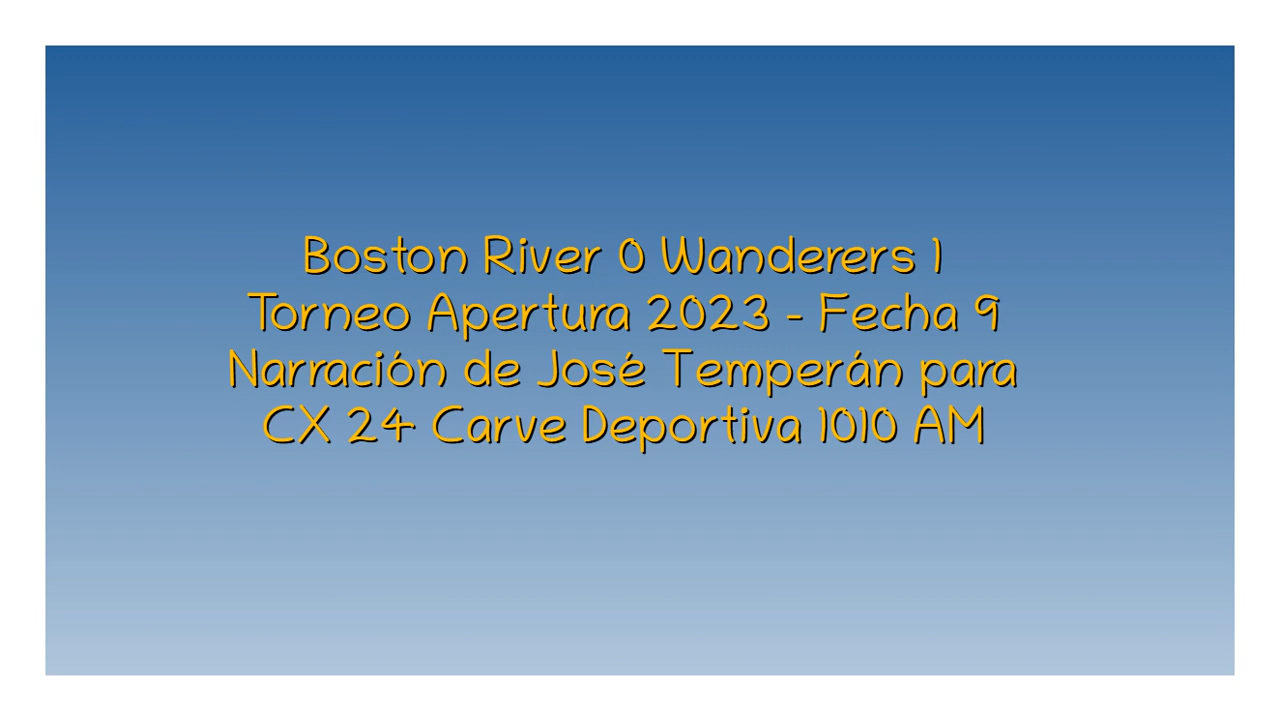 Boston River 0 Wanderers 1
Torneo Apertura 2023 - Fecha 9
Narración de José Temperán para
CX 24 Carve Deportiva 1010 AM